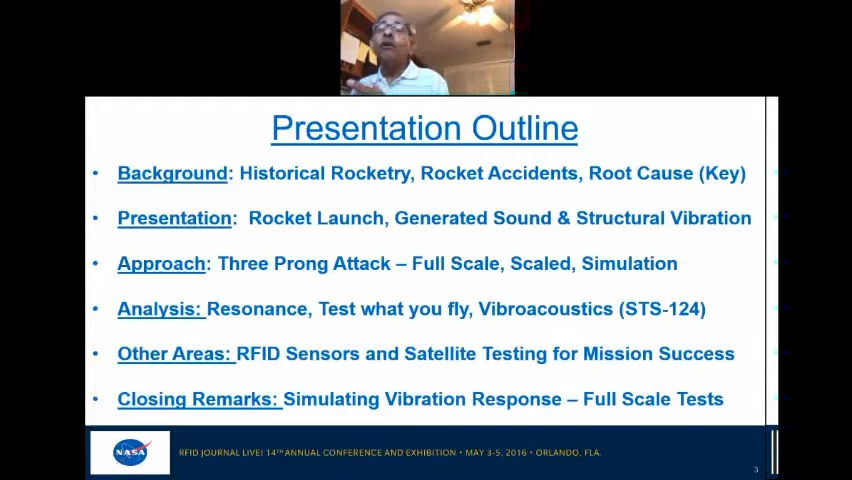 Presentation Outline
• Background: Historical Rocketry, Rocket Accidents, Root Cause (Key)
• Presentation: Rocket Launch, Generated Sound & Structural Vibration
• Approach: Three Prong Attack – Full Scale, Scaled, Simulation
• Analysis: Resonance, Test what you fly, Vibroacoustics (STS-124)
• Other Areas: RFID Sensors and Satellite Testing for Mission Success
• Closing Remarks: Simulating Vibration Response – Full Scale Tests
NASA
RFID JOURNAL LIVE! 14TH ANNUAL CONFERENCE AND EXHIBITION • MAY 3-5, 2016 • ORLANDO, FLA.
3